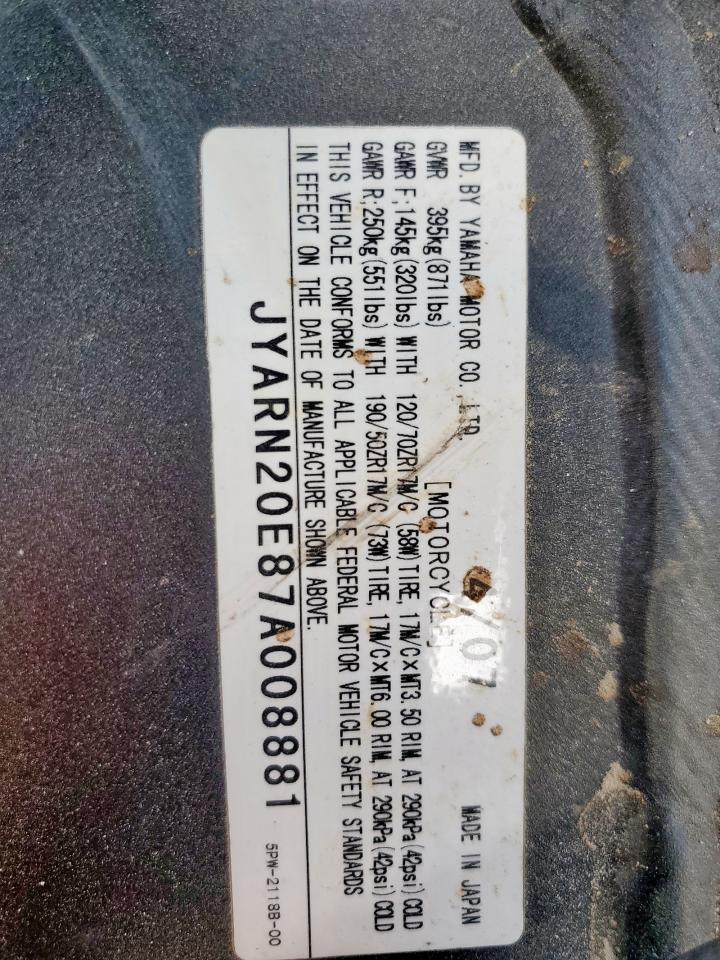 MFD. BY YAMAHA MOTOR CO.,LTD. 4/07 MADE IN JAPAN
GVWR 395kg(871lbs) [MOTORCYCLE]
GAWR F;145kg(320lbs) WITH 120/70ZR17M/C (58W) TIRE, 17M/C×MT3.50 RIM, AT 290kPa(42psi) COLD
GAWR R;250kg(551lbs) WITH 190/50ZR17M/C (73W) TIRE, 17M/C×MT6.00 RIM, AT 290kPa(42psi) COLD
THIS VEHICLE CONFORMS TO ALL APPLICABLE FEDERAL MOTOR VEHICLE SAFETY STANDARDS
IN EFFECT ON THE DATE OF MANUFACTURE SHOWN ABOVE.
JYARN20E87A008881 5PW-2118B-00